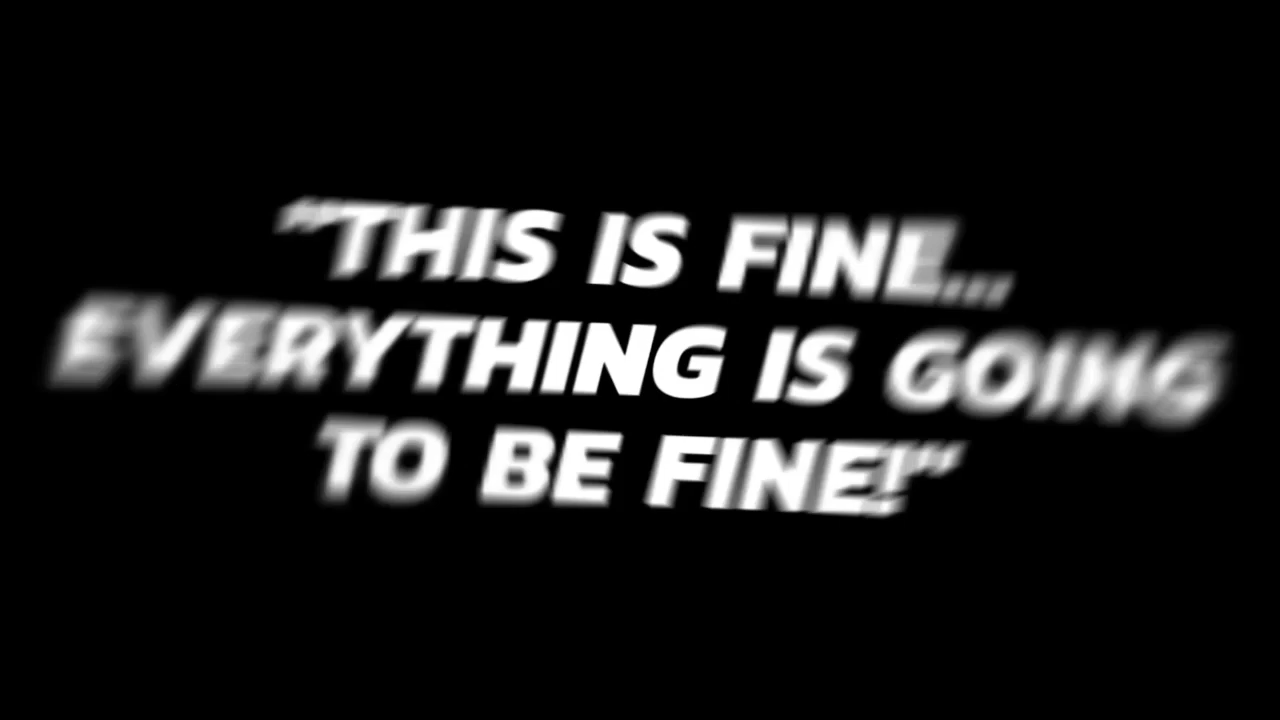 “THIS IS FINE...
EVERYTHING IS GOING
TO BE FINE!“